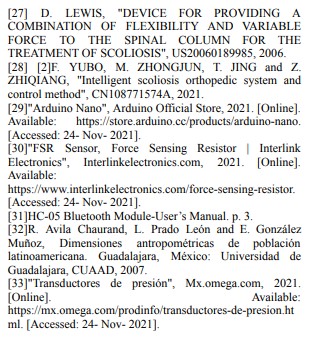 [27] D. LEWIS, "DEVICE FOR PROVIDING A
COMBINATION OF FLEXIBILITY AND VARIABLE
FORCE TO THE SPINAL COLUMN FOR THE
TREATMENT OF SCOLIOSIS", US20060189985, 2006.
[28] [2]F. YUBO, M. ZHONGJUN, T. JING and Z.
ZHIQIANG, "Intelligent scoliosis orthopedic system and
control method", CN108771574A, 2021.
[29]"Arduino Nano", Arduino Official Store, 2021. [Online].
Available: https://store.arduino.cc/products/arduino-nano.
[Accessed: 24- Nov- 2021].
[30]"FSR Sensor, Force Sensing Resistor | Interlink
Electronics", Interlinkelectronics.com, 2021. [Online].
Available:
https://www.interlinkelectronics.com/force-sensing-resistor.
[Accessed: 24- Nov- 2021].
[31]HC-05 Bluetooth Module-User’s Manual. p. 3.
[32]R. Avila Chaurand, L. Prado León and E. González
Muñoz, Dimensiones antropométricas de población
latinoamericana. Guadalajara, México: Universidad de
Guadalajara, CUAAD, 2007.
[33]"Transductores de presión", Mx.omega.com, 2021.
[Online]. Available:
https://mx.omega.com/prodinfo/transductores-de-presion.ht
ml. [Accessed: 24- Nov- 2021].